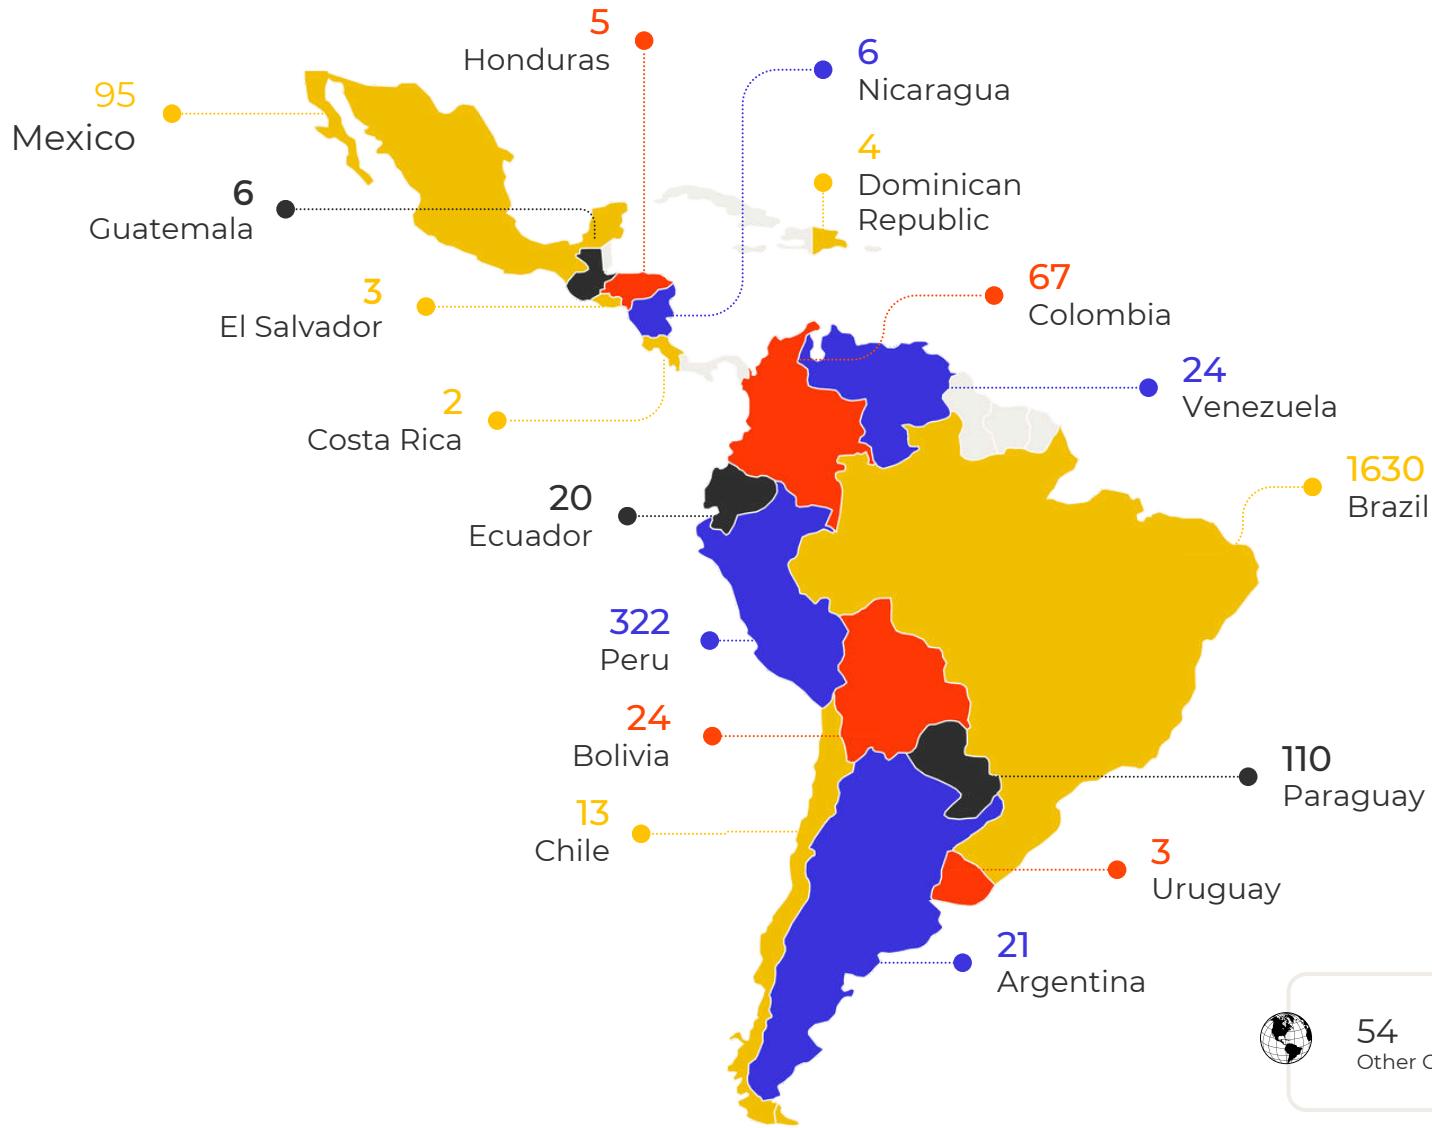 5
Honduras
6
Nicaragua
95
Mexico
4
Dominican
Republic
6
Guatemala
67
Colombia
3
El Salvador
24
Venezuela
2
Costa Rica
1630
Brazil
20
Ecuador
322
Peru
24
Bolivia
110
Paraguay
13
Chile
3
Uruguay
21
Argentina
54
Other